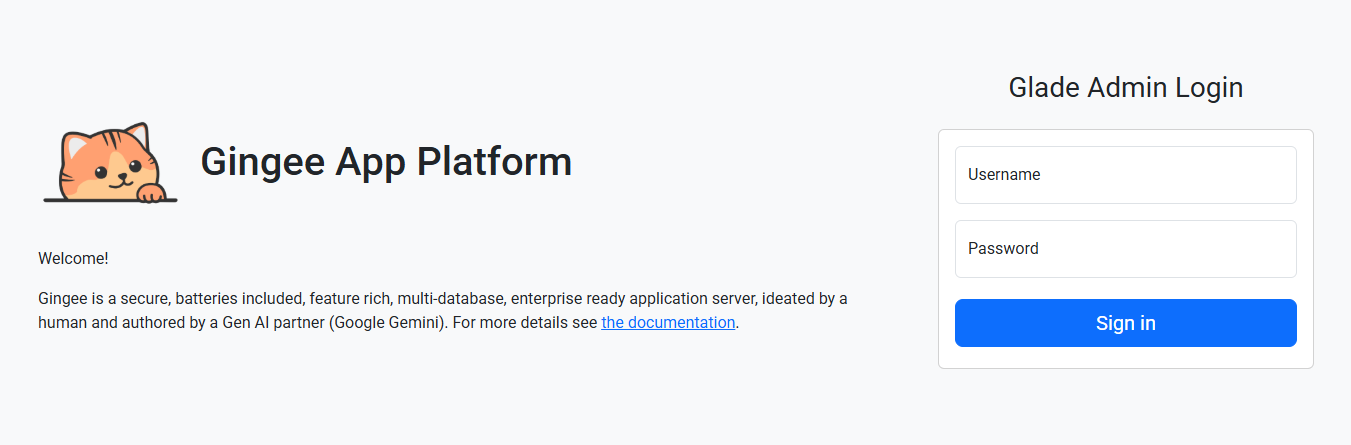 Gingee App Platform
Welcome!
Gingee is a secure, batteries included, feature rich, multi-database, enterprise ready application server, ideated by a
human and authored by a Gen AI partner (Google Gemini). For more details see the documentation.
Glade Admin Login
Username
Password
Sign in